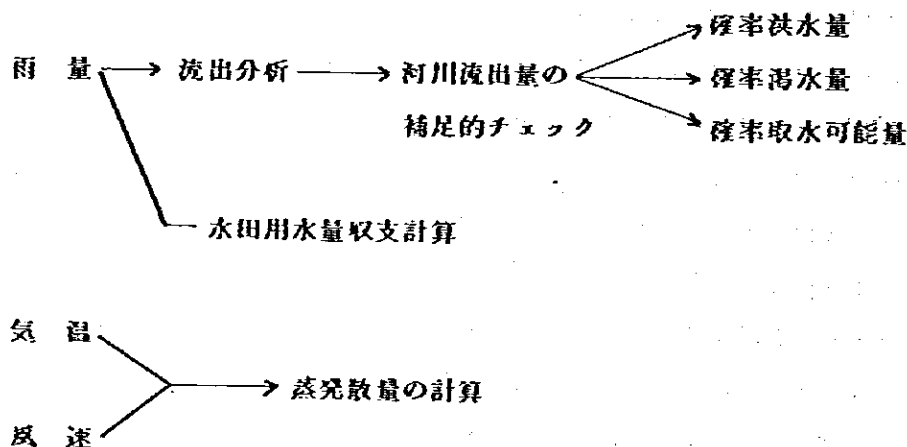 確率洪水量
雨 量 流出分析 河川流出量の 確率渇水量
補足的チェック 確率取水可能量
水田用水量収支計算
気 温
蒸発散量の計算
風 速